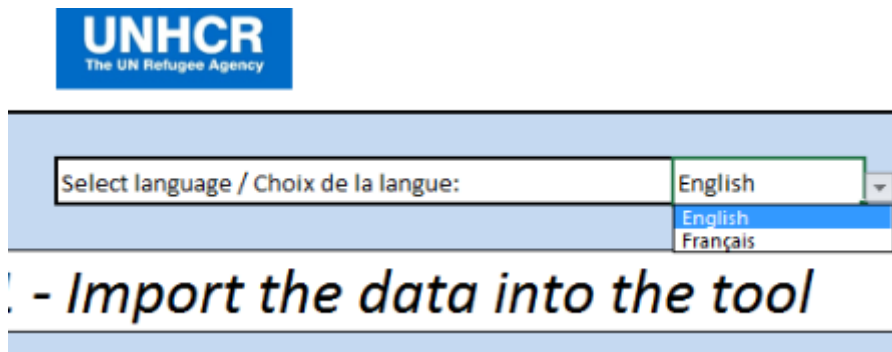 UNHCR
The UN Refugee Agency
Select language / Choix de la langue:
English
English
Français
- Import the data into the tool